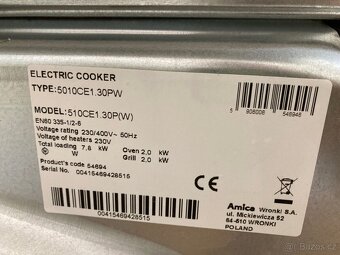 ELECTRIC COOKER
TYPE:5010CE1.30PW
MODEL:510CE1.30P(W)
EN60 335-1/2-6
Voltage rating 230/400V~ 50Hz
Voltage of heaters 230V
Total loading 7,8 kW Oven 2.0 kW
Grill 2.0 kW
Product's code 54694
Serial No: 00415469428515
5 906006 546946
00415469428515
CE
Amica Wronki S.A.
ul. Mickiewicza 52
64-510 WRONKI
POLAND